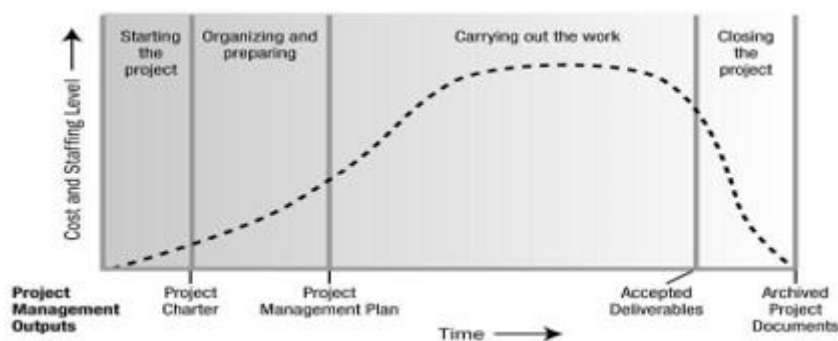 Starting
the
project
Organizing and
preparing
Carrying out the work
Closing
the
project
Cost and Staffing Level
Project
Management
Outputs
Project
Charter
Project
Management Plan
Accepted
Deliverables
Archived
Project
Documents
Time